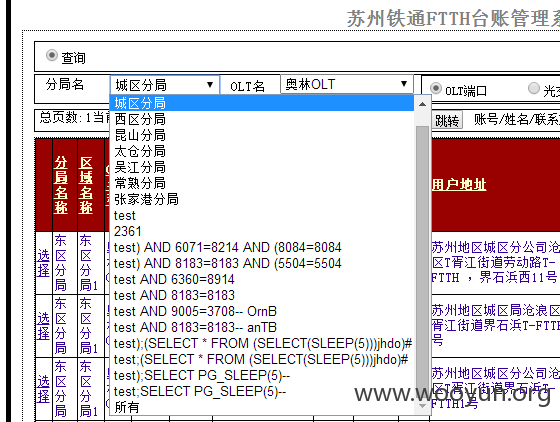 苏州铁通FTTH台账管理系
查询
分局名 城区分局 OLT名 奥林OLT OLT端口 光交
总页数:1当前 跳转 账号/姓名/联系
城区分局
西区分局
昆山分局
太仓分局
吴江分局
常熟分局
张家港分局
test
2361
test) AND 6071=8214 AND (8084=8084
test) AND 8183=8183 AND (5504=5504
test AND 6360=8914
test AND 8183=8183
test AND 9005=3708-- OrnB
test AND 8183=8183-- anTB
test);(SELECT * FROM (SELECT(SLEEP(5)))jhdo)#
test;(SELECT * FROM (SELECT(SLEEP(5)))jhdo)#
test);SELECT PG_SLEEP(5)--
test;SELECT PG_SLEEP(5)--
所有
分局名称 区域名称 用户地址
选择 东区分局 东区分局1 苏州地区城区分公司沧
区T胥江街道劳动路T-
FTTH , 界石浜西11号
选择 东区分局 东区分局1 苏州地区城区局沧浪区
胥江街道界石浜T-FTTH
号
选择 东区分局 东区分局1 苏州地区城区分公司沧
区T胥江街道界石浜T-
FTTH1号
www.wooyun.org